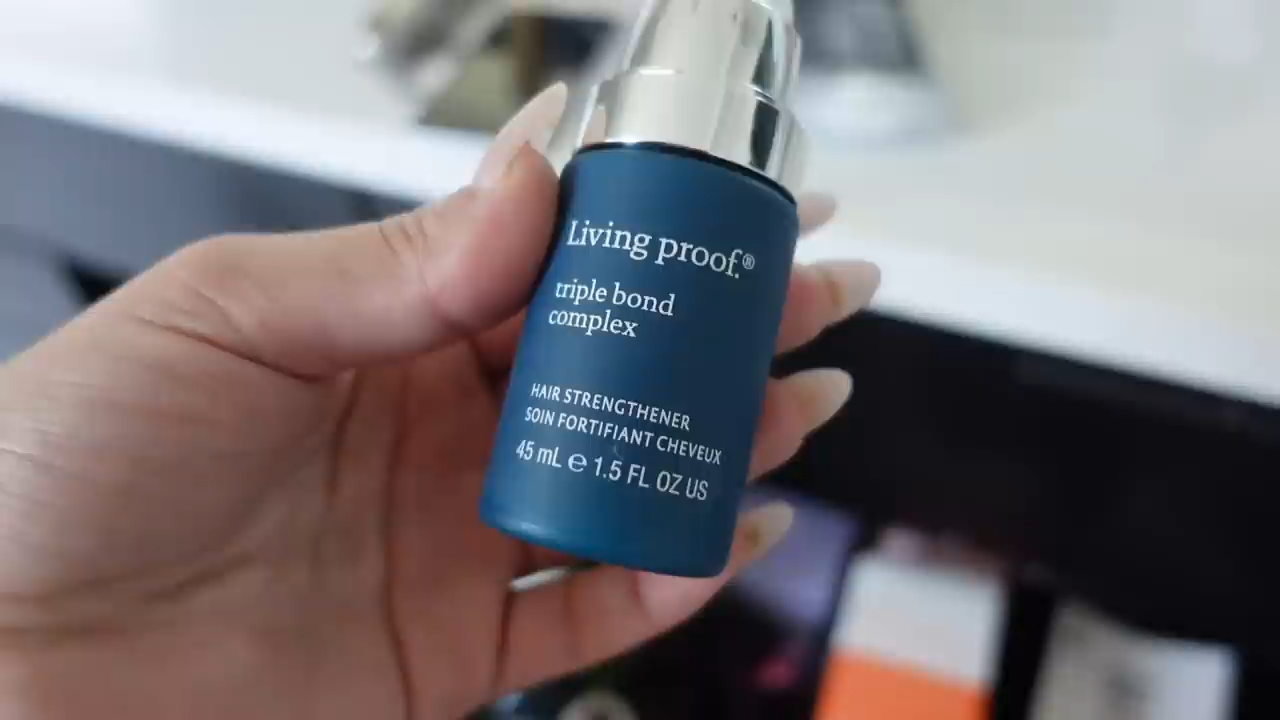 Living proof.®
triple bond
complex
HAIR STRENGTHENER
SOIN FORTIFIANT CHEVEUX
45 mL ℮ 1.5 FL OZ US